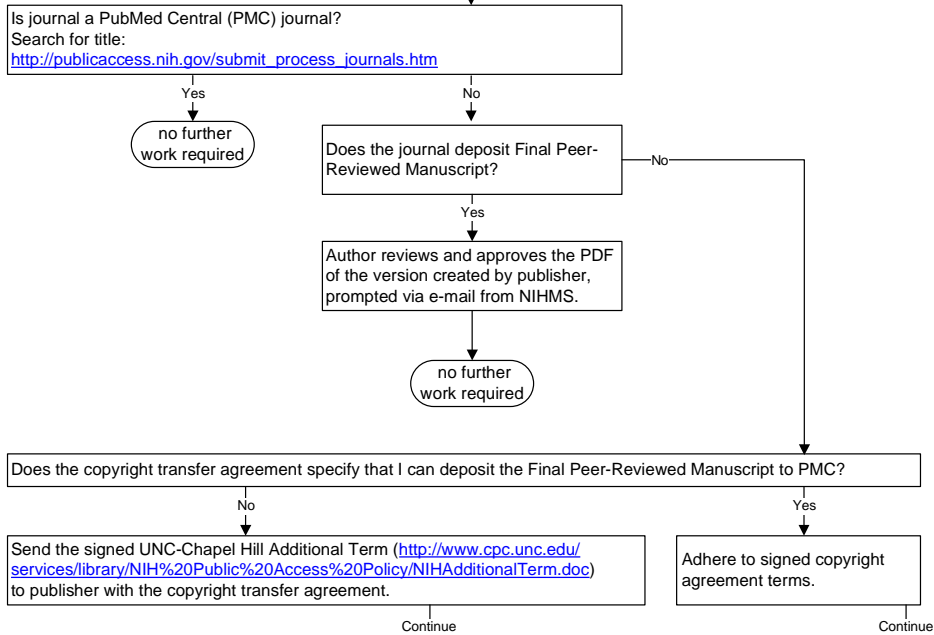 Is journal a PubMed Central (PMC) journal?
Search for title:
http://publicaccess.nih.gov/submit_process_journals.htm
Yes
No
no further
work required
Does the journal deposit Final Peer-
Reviewed Manuscript?
No
Yes
Author reviews and approves the PDF
of the version created by publisher,
prompted via e-mail from NIHMS.
no further
work required
Does the copyright transfer agreement specify that I can deposit the Final Peer-Reviewed Manuscript to PMC?
No
Yes
Send the signed UNC-Chapel Hill Additional Term (http://www.cpc.unc.edu/
services/library/NIH%20Public%20Access%20Policy/NIHAdditionalTerm.doc)
to publisher with the copyright transfer agreement.
Adhere to signed copyright
agreement terms.
Continue
Continue